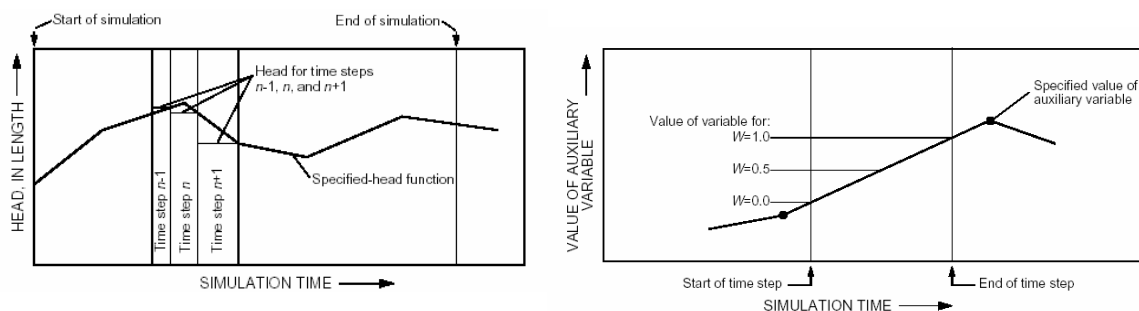 Start of simulation
End of simulation
HEAD, IN LENGTH
Head for time steps
n-1, n, and n+1
Specified-head function
Time step n-1
Time step n
Time step n+1
SIMULATION TIME
VALUE OF AUXILIARY
VARIABLE
Specified value of
auxiliary variable
Value of variable for:
W=1.0
W=0.5
W=0.0
Start of time step
End of time step
SIMULATION TIME